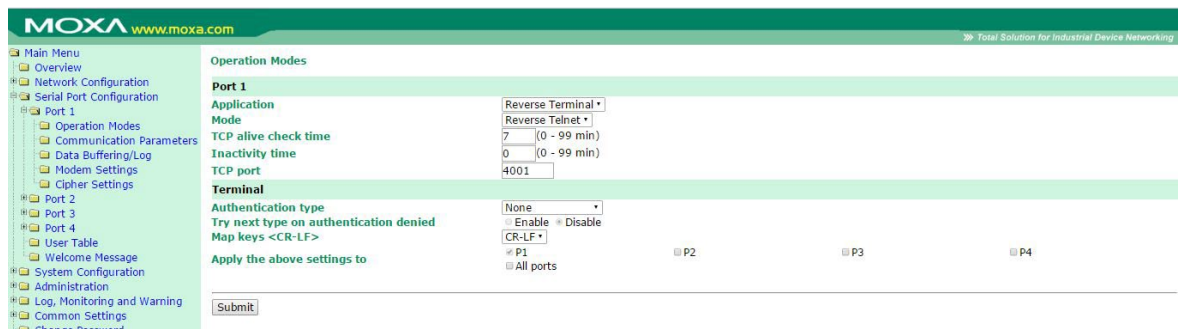 MOXA www.moxa.com
Total Solution for Industrial Device Networking
Main Menu
Overview
Network Configuration
Serial Port Configuration
Port 1
Operation Modes
Communication Parameters
Data Buffering/Log
Modem Settings
Cipher Settings
Port 2
Port 3
Port 4
User Table
Welcome Message
System Configuration
Administration
Log, Monitoring and Warning
Common Settings
Change Password
Operation Modes
Port 1
Application Reverse Terminal
Mode Reverse Telnet
TCP alive check time 7 (0 - 99 min)
Inactivity time 0 (0 - 99 min)
TCP port 4001
Terminal
Authentication type None
Try next type on authentication denied Enable Disable
Map keys <CR-LF> CR-LF
Apply the above settings to P1 P2 P3 P4
All ports
Submit